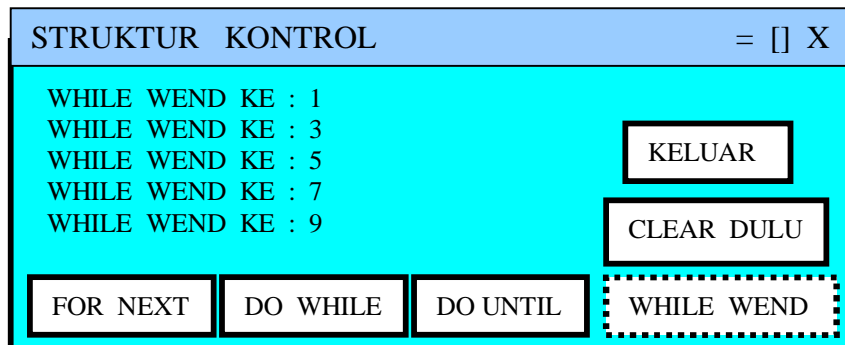 STRUKTUR KONTROL = [] X
WHILE WEND KE : 1
WHILE WEND KE : 3
WHILE WEND KE : 5
WHILE WEND KE : 7
WHILE WEND KE : 9
KELUAR
CLEAR DULU
FOR NEXT DO WHILE DO UNTIL WHILE WEND